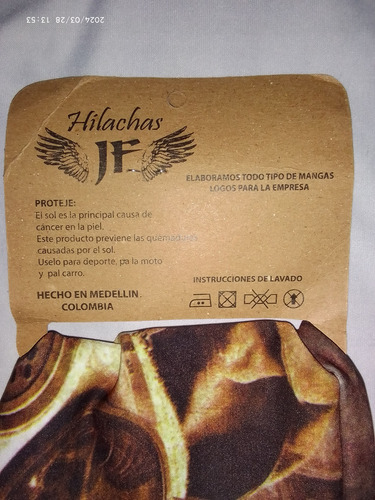 2024/03/28 13:53
Hilachas
JF
ELABORAMOS TODO TIPO DE MANGAS
LOGOS PARA LA EMPRESA
PROTEJE:
El sol es la principal causa de
cáncer en la piel.
Este producto previene las quemaduras
causadas por el sol.
Uselo para deporte, pa la moto
y pal carro.
INSTRUCCIONES DE LAVADO
HECHO EN MEDELLIN
COLOMBIA